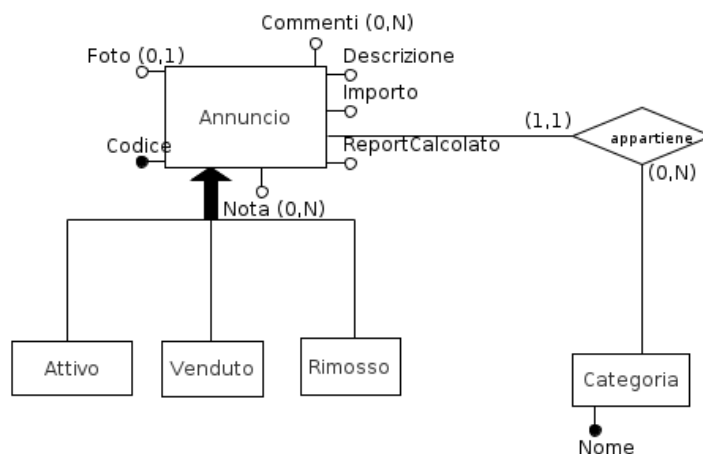 Commenti (0,N)
Foto (0,1)
Descrizione
Importo
Annuncio
(1,1)
appartiene
Codice
ReportCalcolato
(0,N)
Nota (0,N)
Attivo
Venduto
Rimosso
Categoria
Nome